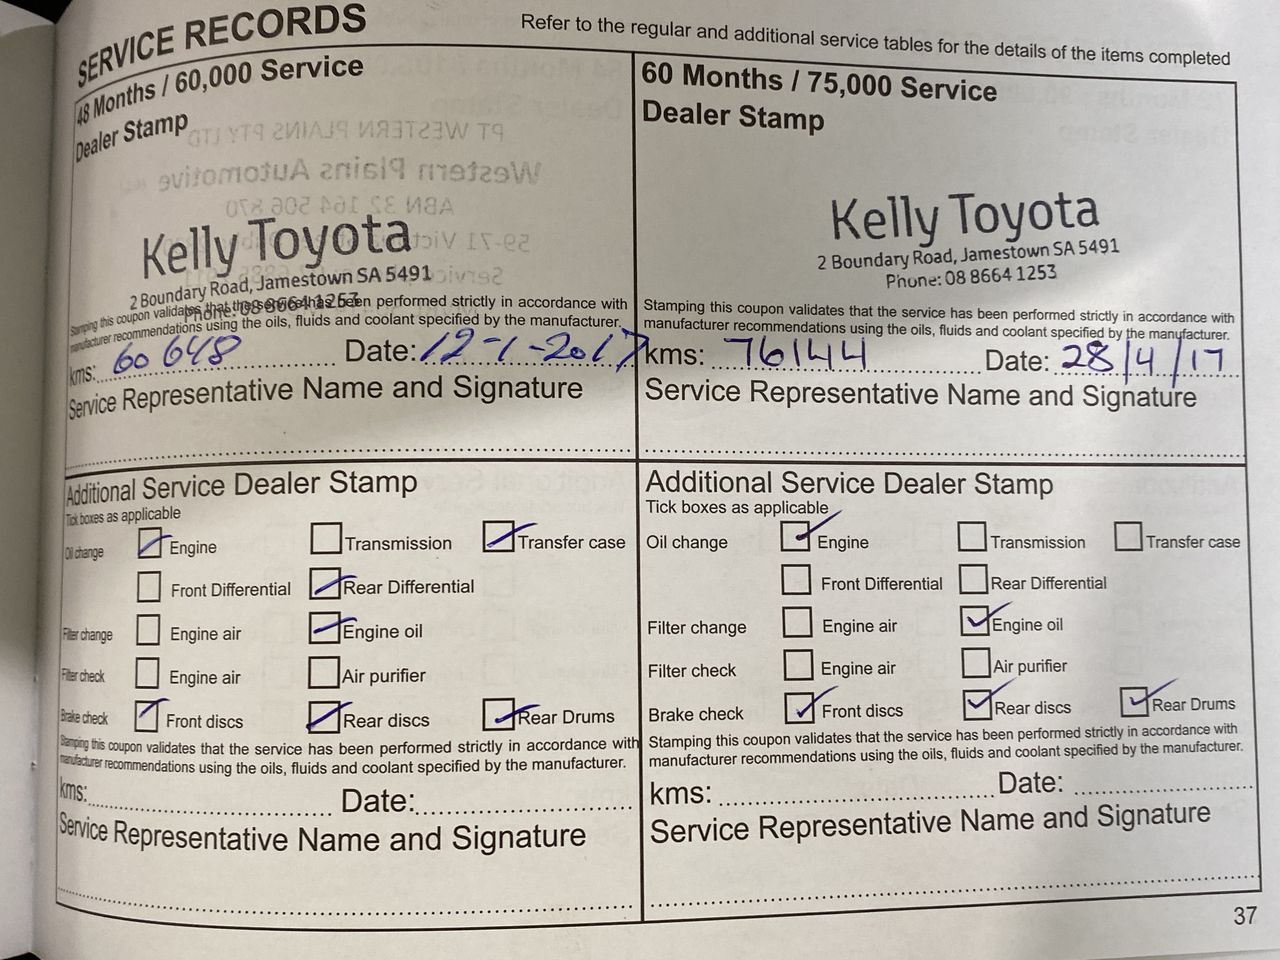 SERVICE RECORDS
Refer to the regular and additional service tables for the details of the items completed
48 Months / 60,000 Service
Dealer Stamp
Kelly Toyota
2 Boundary Road, Jamestown SA 5491
Phone: 08 8664 1253
Stamping this coupon validates that the service has been performed strictly in accordance with
manufacturer recommendations using the oils, fluids and coolant specified by the manufacturer.
kms: 60 648 Date: 12-1-2017
Service Representative Name and Signature
Additional Service Dealer Stamp
Tick boxes as applicable
Oil change Engine Transmission Transfer case
Front Differential Rear Differential
Filter change Engine air Engine oil
Filter check Engine air Air purifier
Brake check Front discs Rear discs Rear Drums
Stamping this coupon validates that the service has been performed strictly in accordance with
manufacturer recommendations using the oils, fluids and coolant specified by the manufacturer.
kms: Date:
Service Representative Name and Signature
60 Months / 75,000 Service
Dealer Stamp
Kelly Toyota
2 Boundary Road, Jamestown SA 5491
Phone: 08 8664 1253
Stamping this coupon validates that the service has been performed strictly in accordance with
manufacturer recommendations using the oils, fluids and coolant specified by the manufacturer.
kms: 76144 Date: 28/4/17
Service Representative Name and Signature
Additional Service Dealer Stamp
Tick boxes as applicable
Oil change Engine Transmission Transfer case
Front Differential Rear Differential
Filter change Engine air Engine oil
Filter check Engine air Air purifier
Brake check Front discs Rear discs Rear Drums
Stamping this coupon validates that the service has been performed strictly in accordance with
manufacturer recommendations using the oils, fluids and coolant specified by the manufacturer.
kms: Date:
Service Representative Name and Signature
37